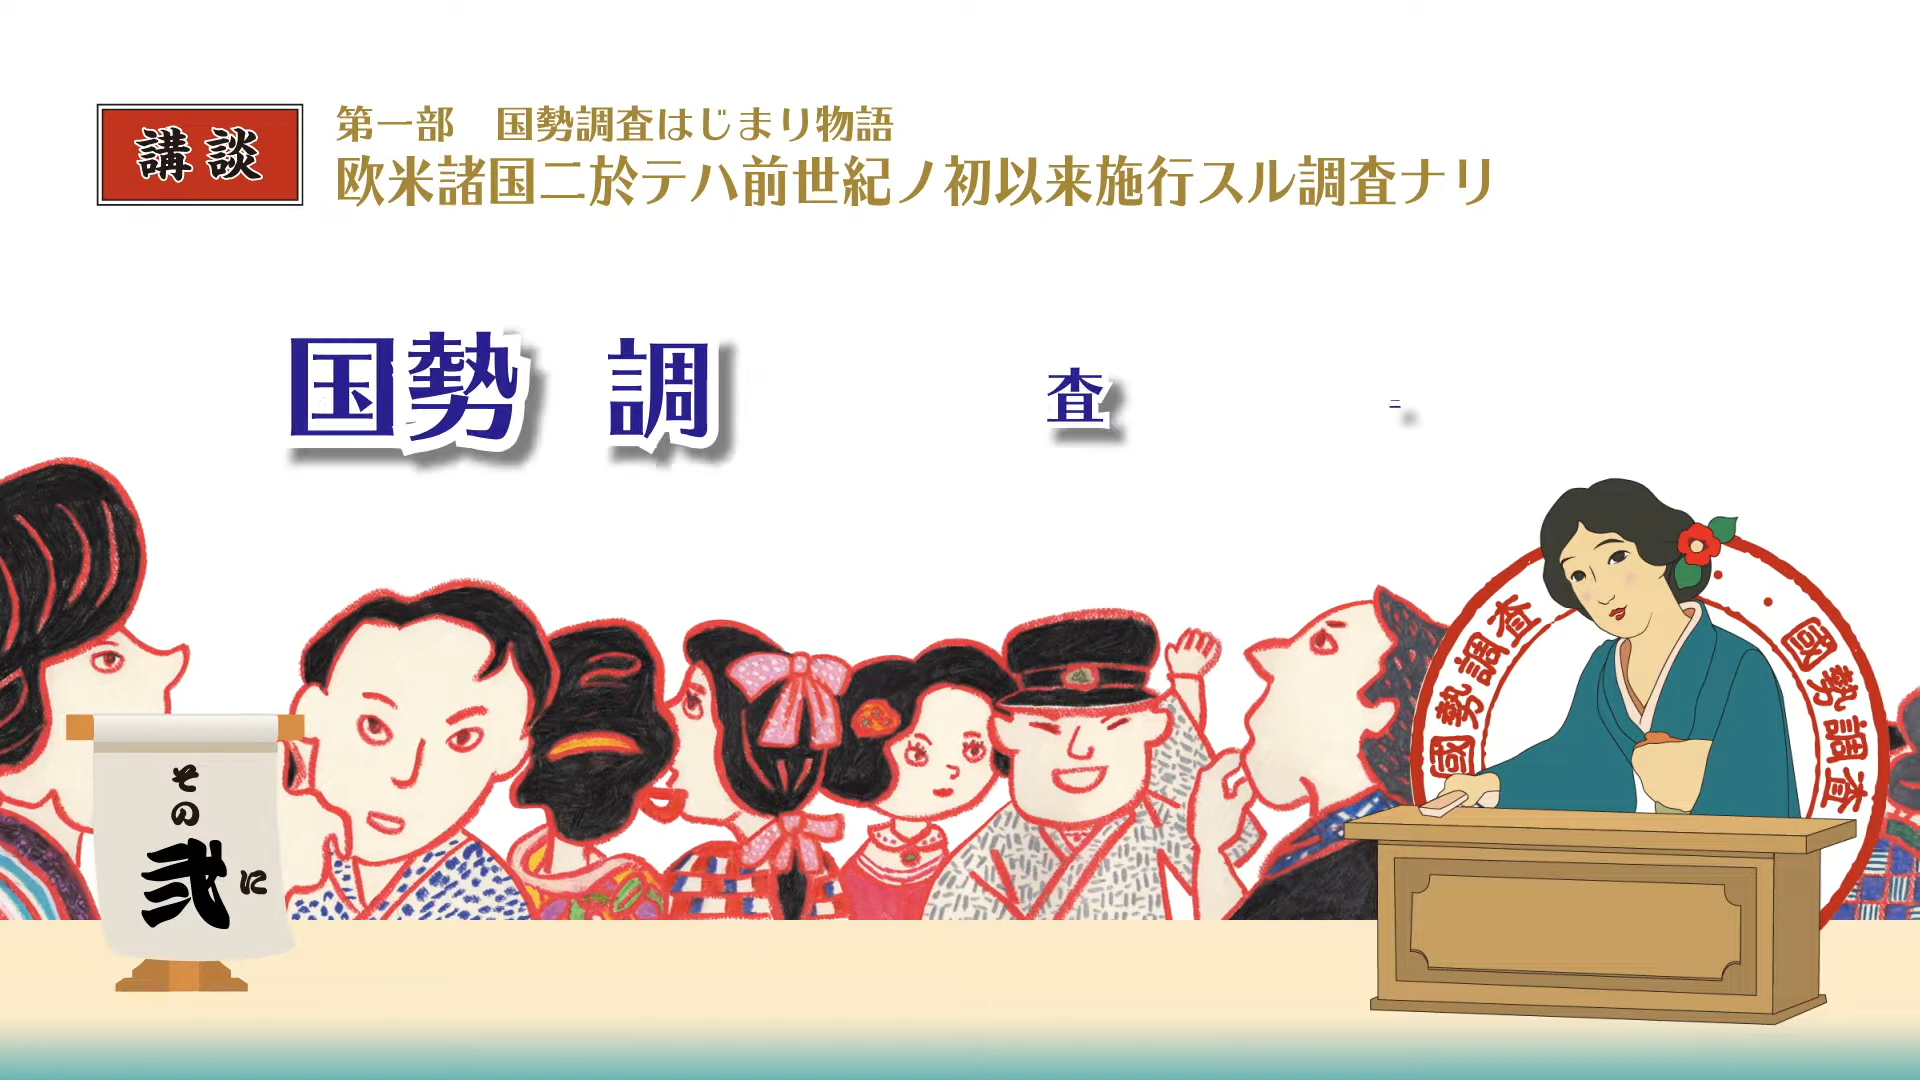 講談
第一部 国勢調査はじまり物語
欧米諸国ニ於テハ前世紀ノ初以来施行スル調査ナリ
国勢調査ニ
國勢調査
國勢調査
その
弐に